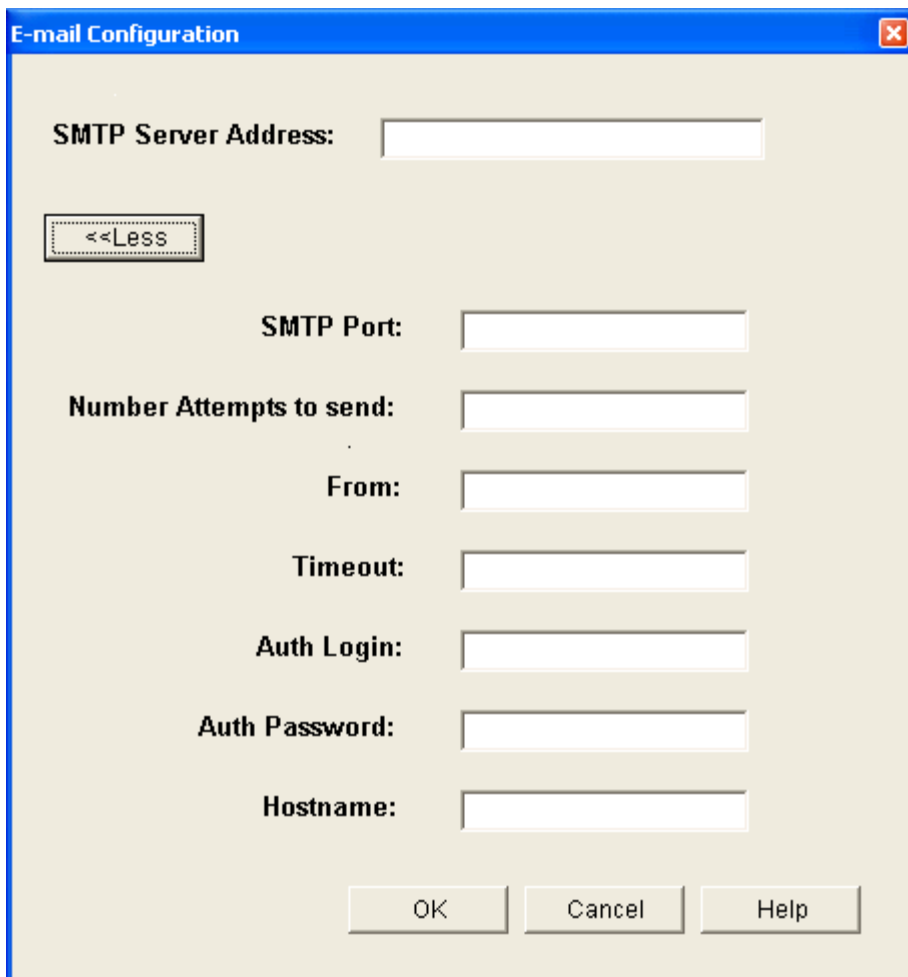 E-mail Configuration
SMTP Server Address:
<<Less
SMTP Port:
Number Attempts to send:
From:
Timeout:
Auth Login:
Auth Password:
Hostname:
OK Cancel Help